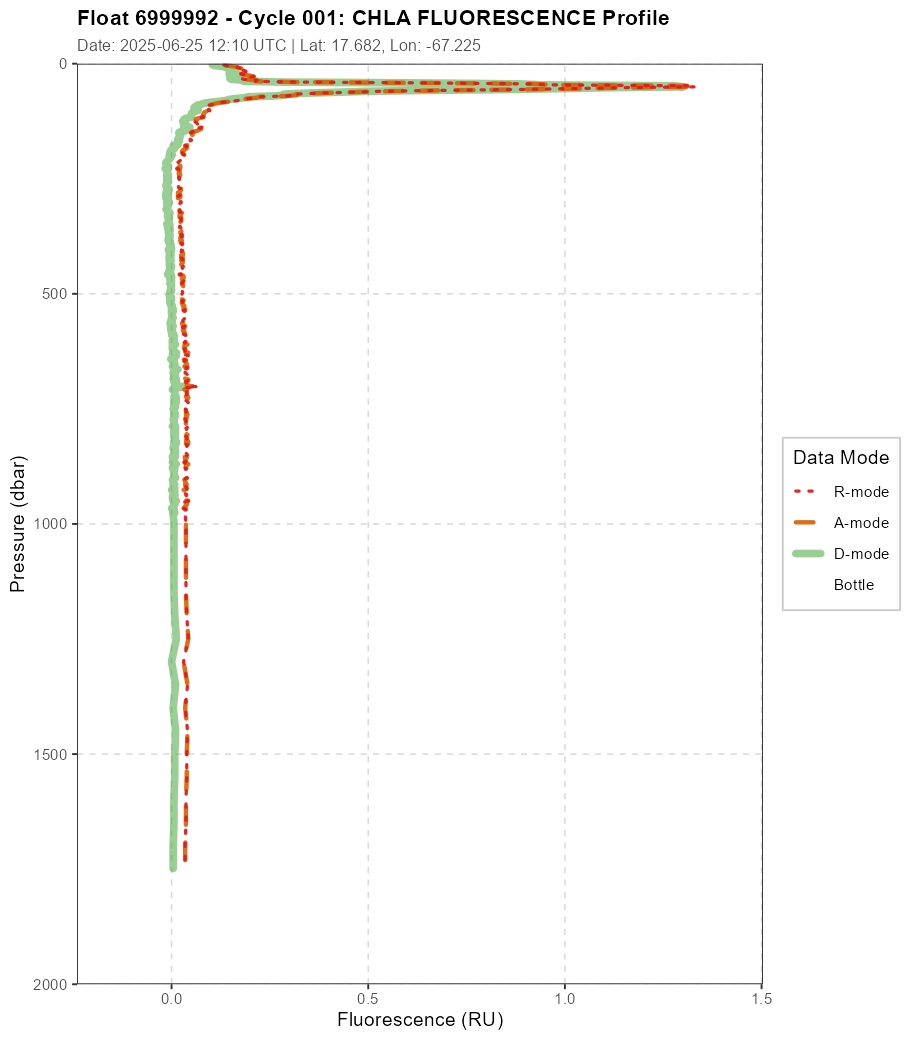 Float 6999992 - Cycle 001: CHLA FLUORESCENCE Profile
Date: 2025-06-25 12:10 UTC | Lat: 17.682, Lon: -67.225
0
500
1000
1500
2000
Pressure (dbar)
0.0
0.5
1.0
1.5
Fluorescence (RU)
Data Mode
R-mode
A-mode
D-mode
Bottle